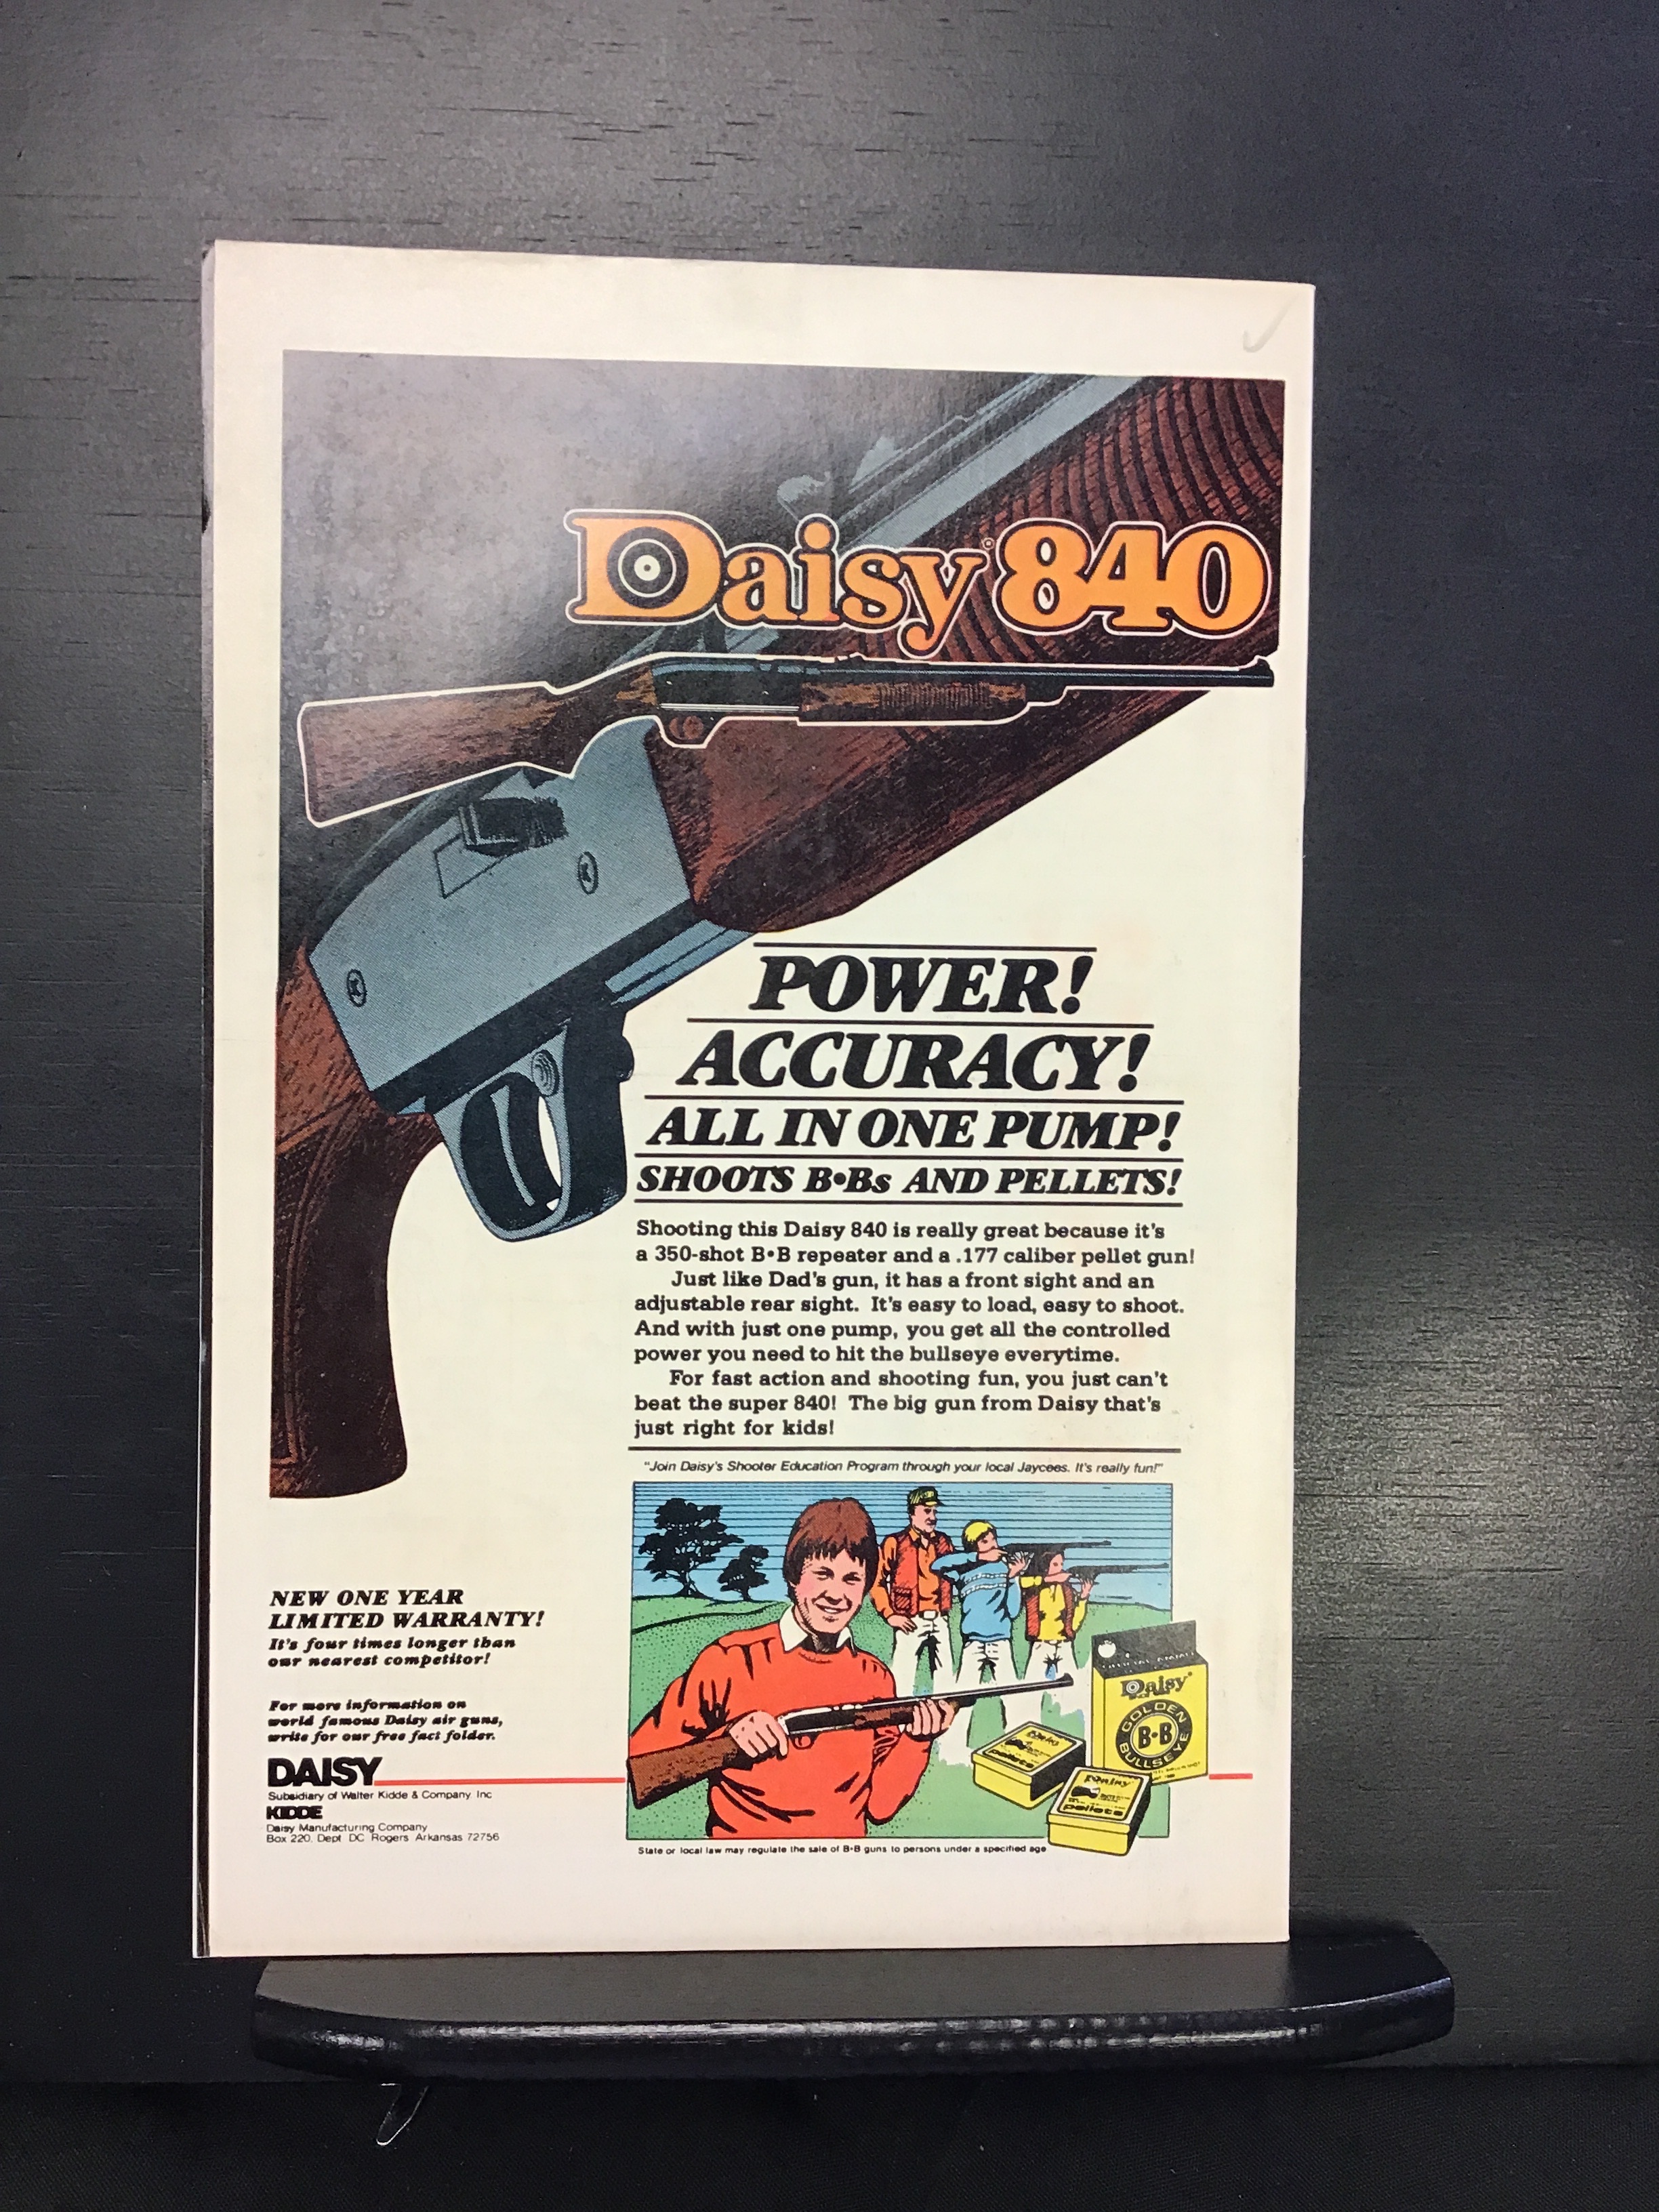 Daisy® 840
POWER!
ACCURACY!
ALL IN ONE PUMP!
SHOOTS B•Bs AND PELLETS!
Shooting this Daisy 840 is really great because it's
a 350-shot B•B repeater and a .177 caliber pellet gun!
Just like Dad's gun, it has a front sight and an
adjustable rear sight. It's easy to load, easy to shoot.
And with just one pump, you get all the controlled
power you need to hit the bullseye everytime.
For fast action and shooting fun, you just can't
beat the super 840! The big gun from Daisy that's
just right for kids!
"Join Daisy's Shooter Education Program through your local Jaycees. It's really fun!"
NEW ONE YEAR
LIMITED WARRANTY!
It's four times longer than
our nearest competitor!
For more information on
world famous Daisy air guns,
write for our free fact folder.
DAISY
Subsidiary of Walter Kidde & Company Inc
KIDDE
Daisy Manufacturing Company
Box 220, Dept DC Rogers Arkansas 72756
Daisy®
GOLDEN
B•B
BULLSEYE
pellets
Daisy
pellets
State or local law may regulate the sale of B•B guns to persons under a specified age